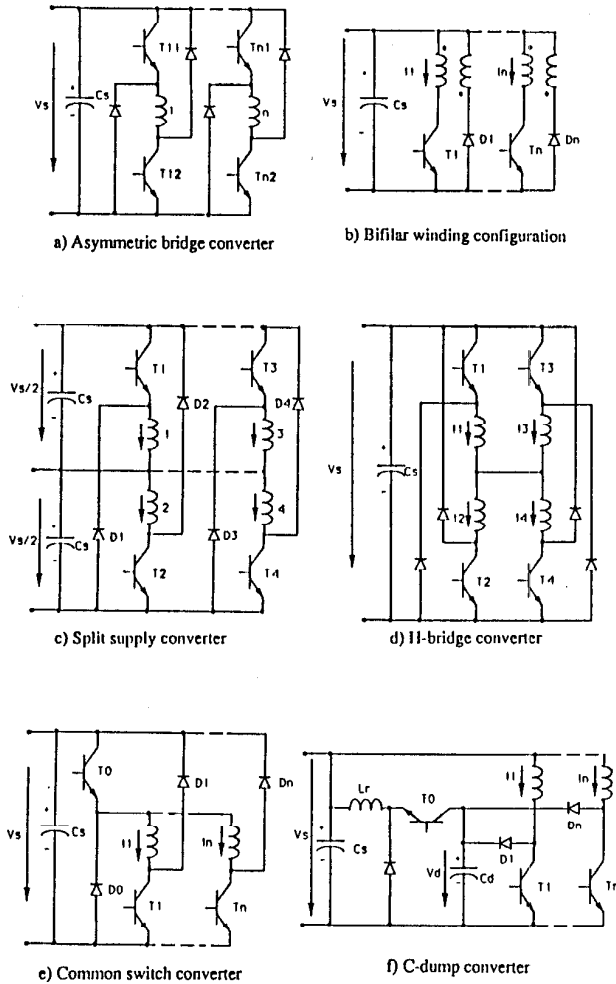 T11
Tn1
Vs
Cs
1
n
T12
Tn2
a) Asymmetric bridge converter
Vs
Cs
I1
In
T1
D1
Tn
Dn
b) Bifilar winding configuration
Vs/2
Cs
T1
D2
T3
D4
1
3
Vs/2
Cs
D1
2
D3
4
T2
T4
c) Split supply converter
Vs
Cs
T1
T3
I1
I3
I2
I4
T2
T4
d) H-bridge converter
Vs
Cs
T0
D1
Dn
I1
In
D0
T1
Tn
e) Common switch converter
Vs
Cs
Lr
T0
I1
In
Dn
D1
Vd
Cd
T1
Tn
f) C-dump converter